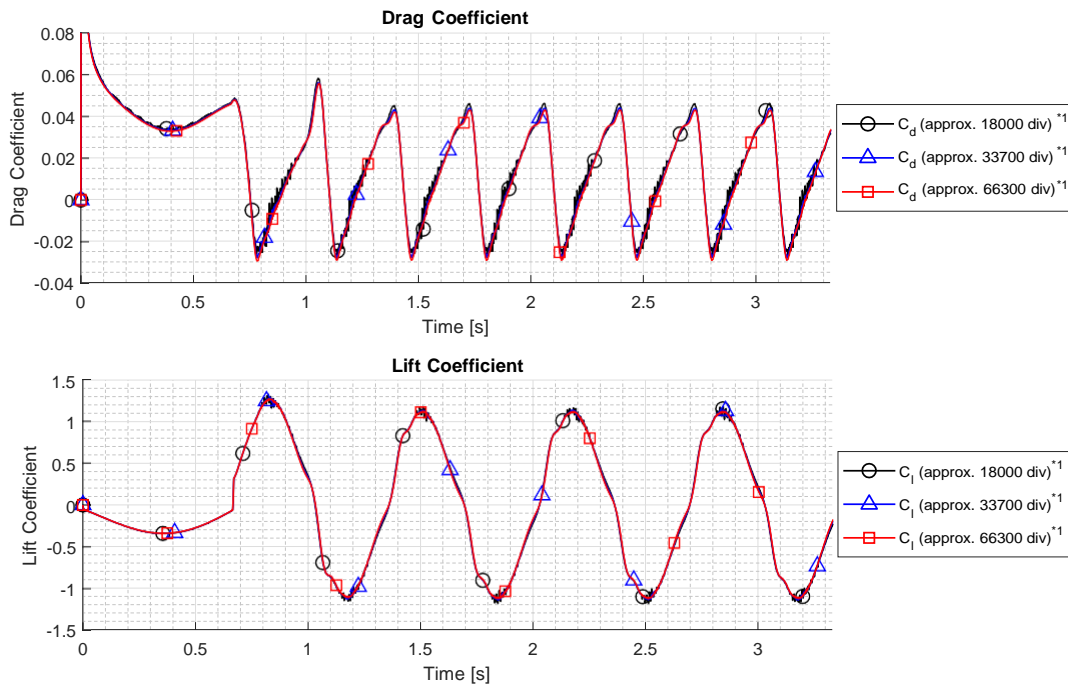 Drag Coefficient
0.08
0.06
0.04
0.02
0
-0.02
-0.04
Drag Coefficient
0 0.5 1 1.5 2 2.5 3
Time [s]
C_d (approx. 18000 div) *1
C_d (approx. 33700 div) *1
C_d (approx. 66300 div) *1
Lift Coefficient
1.5
1
0.5
0
-0.5
-1
-1.5
Lift Coefficient
0 0.5 1 1.5 2 2.5 3
Time [s]
C_l (approx. 18000 div)*1
C_l (approx. 33700 div)*1
C_l (approx. 66300 div)*1